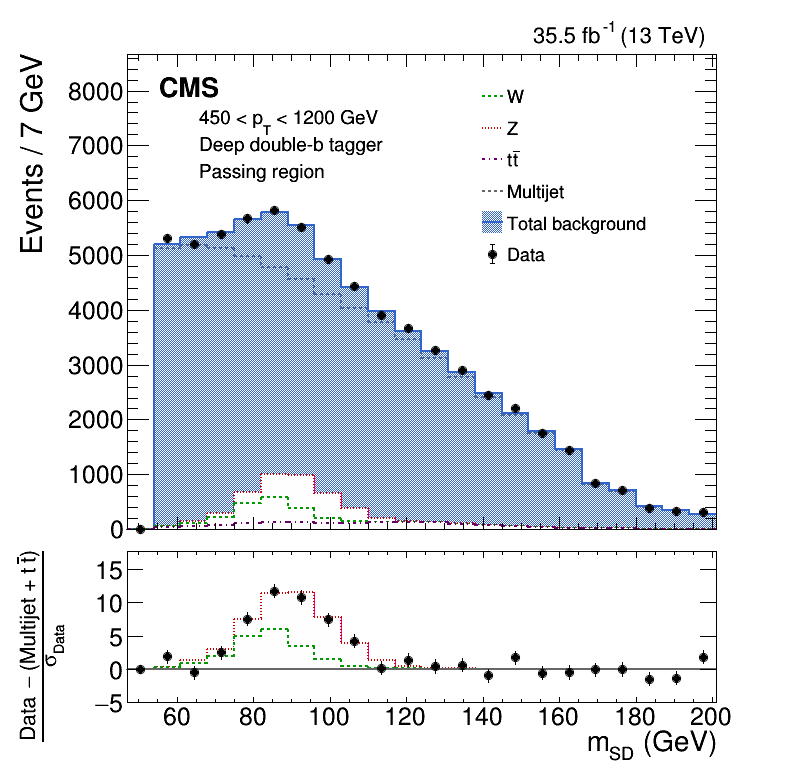 35.5 fb⁻¹ (13 TeV)
Events / 7 GeV
CMS
450 < p_T < 1200 GeV
Deep double-b tagger
Passing region
W
Z
tt̄
Multijet
Total background
Data
8000
7000
6000
5000
4000
3000
2000
1000
0
Data − (Multijet + tt̄)
σ_Data
15
10
5
0
−5
60 80 100 120 140 160 180 200
m_SD (GeV)